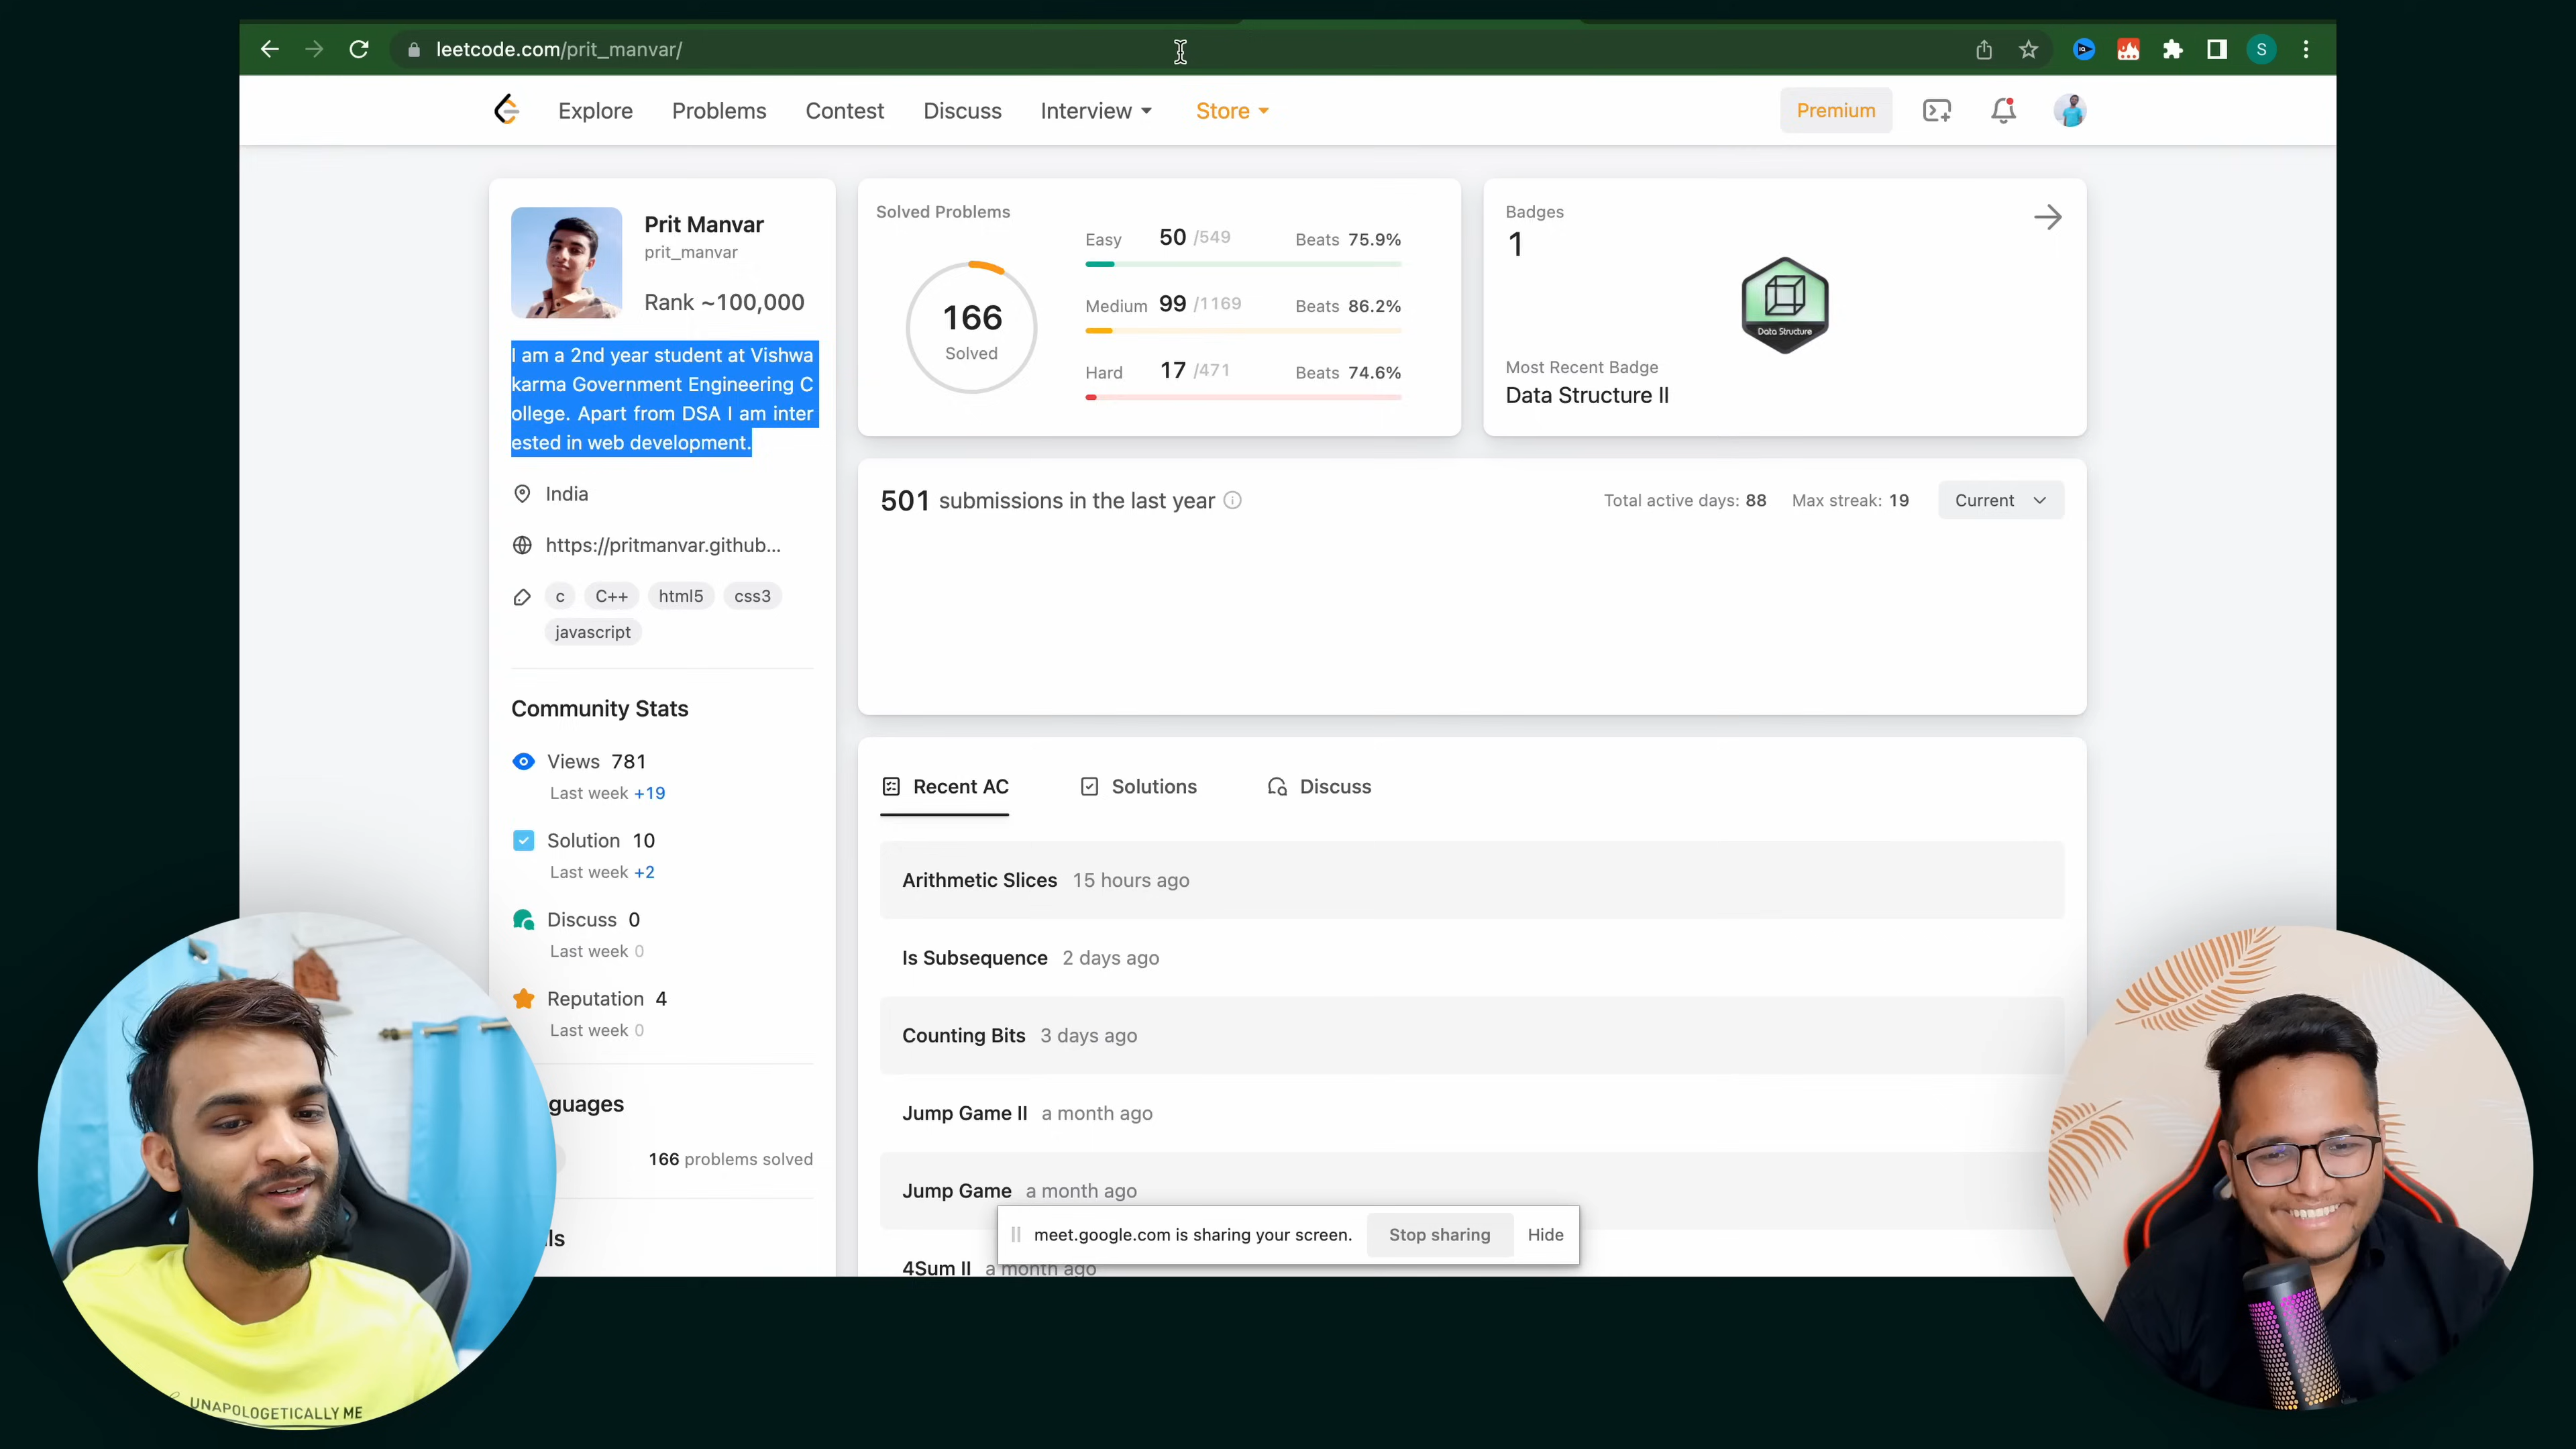 leetcode.com/prit_manvar/
S
Explore Problems Contest Discuss Interview Store Premium
Prit Manvar
prit_manvar
Rank ~100,000
I am a 2nd year student at Vishwa
karma Government Engineering C
ollege. Apart from DSA I am inter
ested in web development.
India
https://pritmanvar.github...
c C++ html5 css3
javascript
Community Stats
Views 781
Last week +19
Solution 10
Last week +2
Discuss 0
Last week 0
Reputation 4
Last week 0
guages
166 problems solved
ls
Solved Problems
166
Solved
Easy 50 /549 Beats 75.9%
Medium 99 /1169 Beats 86.2%
Hard 17 /471 Beats 74.6%
Badges
1
Data Structure
Most Recent Badge
Data Structure II
501 submissions in the last year
Total active days: 88 Max streak: 19 Current
Recent AC Solutions Discuss
Arithmetic Slices 15 hours ago
Is Subsequence 2 days ago
Counting Bits 3 days ago
Jump Game II a month ago
Jump Game a month ago
4Sum II a month ago
meet.google.com is sharing your screen. Stop sharing Hide
UNAPOLOGETICALLY ME